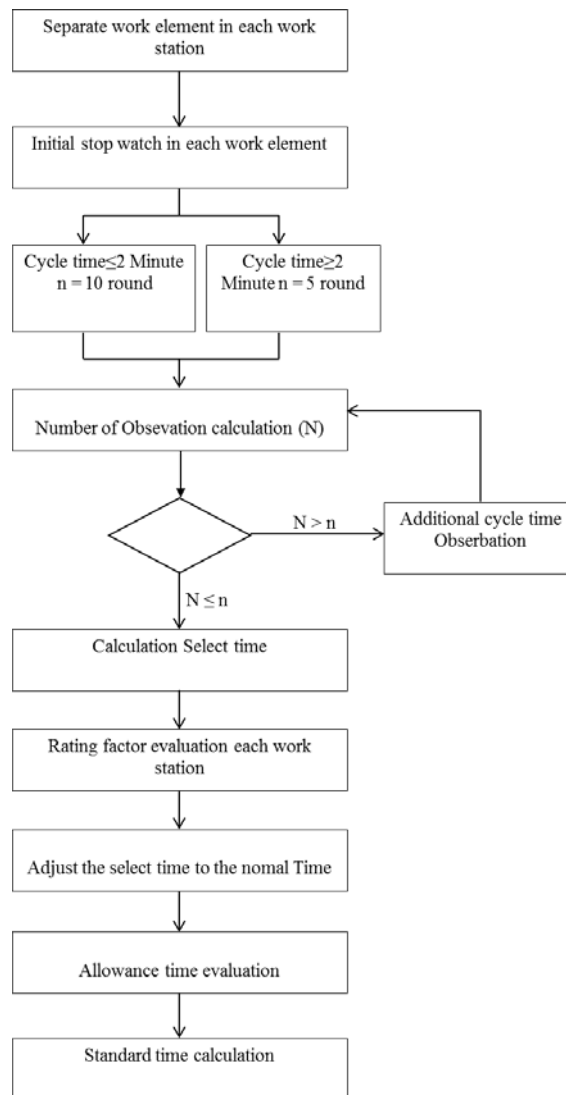 Separate work element in each work
station
Initial stop watch in each work element
Cycle time≤2 Minute
n = 10 round
Cycle time≥2
Minute n = 5 round
Number of Obsevation calculation (N)
N > n
Additional cycle time
Obserbation
N ≤ n
Calculation Select time
Rating factor evaluation each work
station
Adjust the select time to the nomal Time
Allowance time evaluation
Standard time calculation